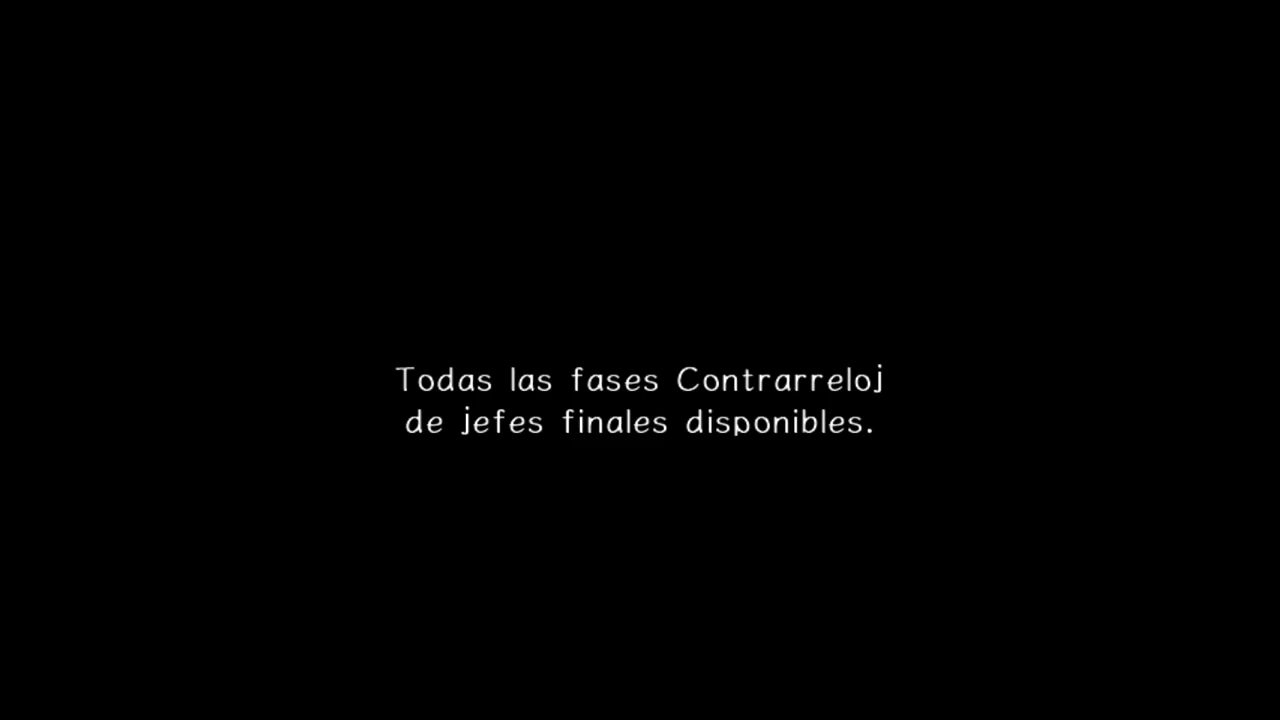 Todas las fases Contrarreloj
de jefes finales disponibles.